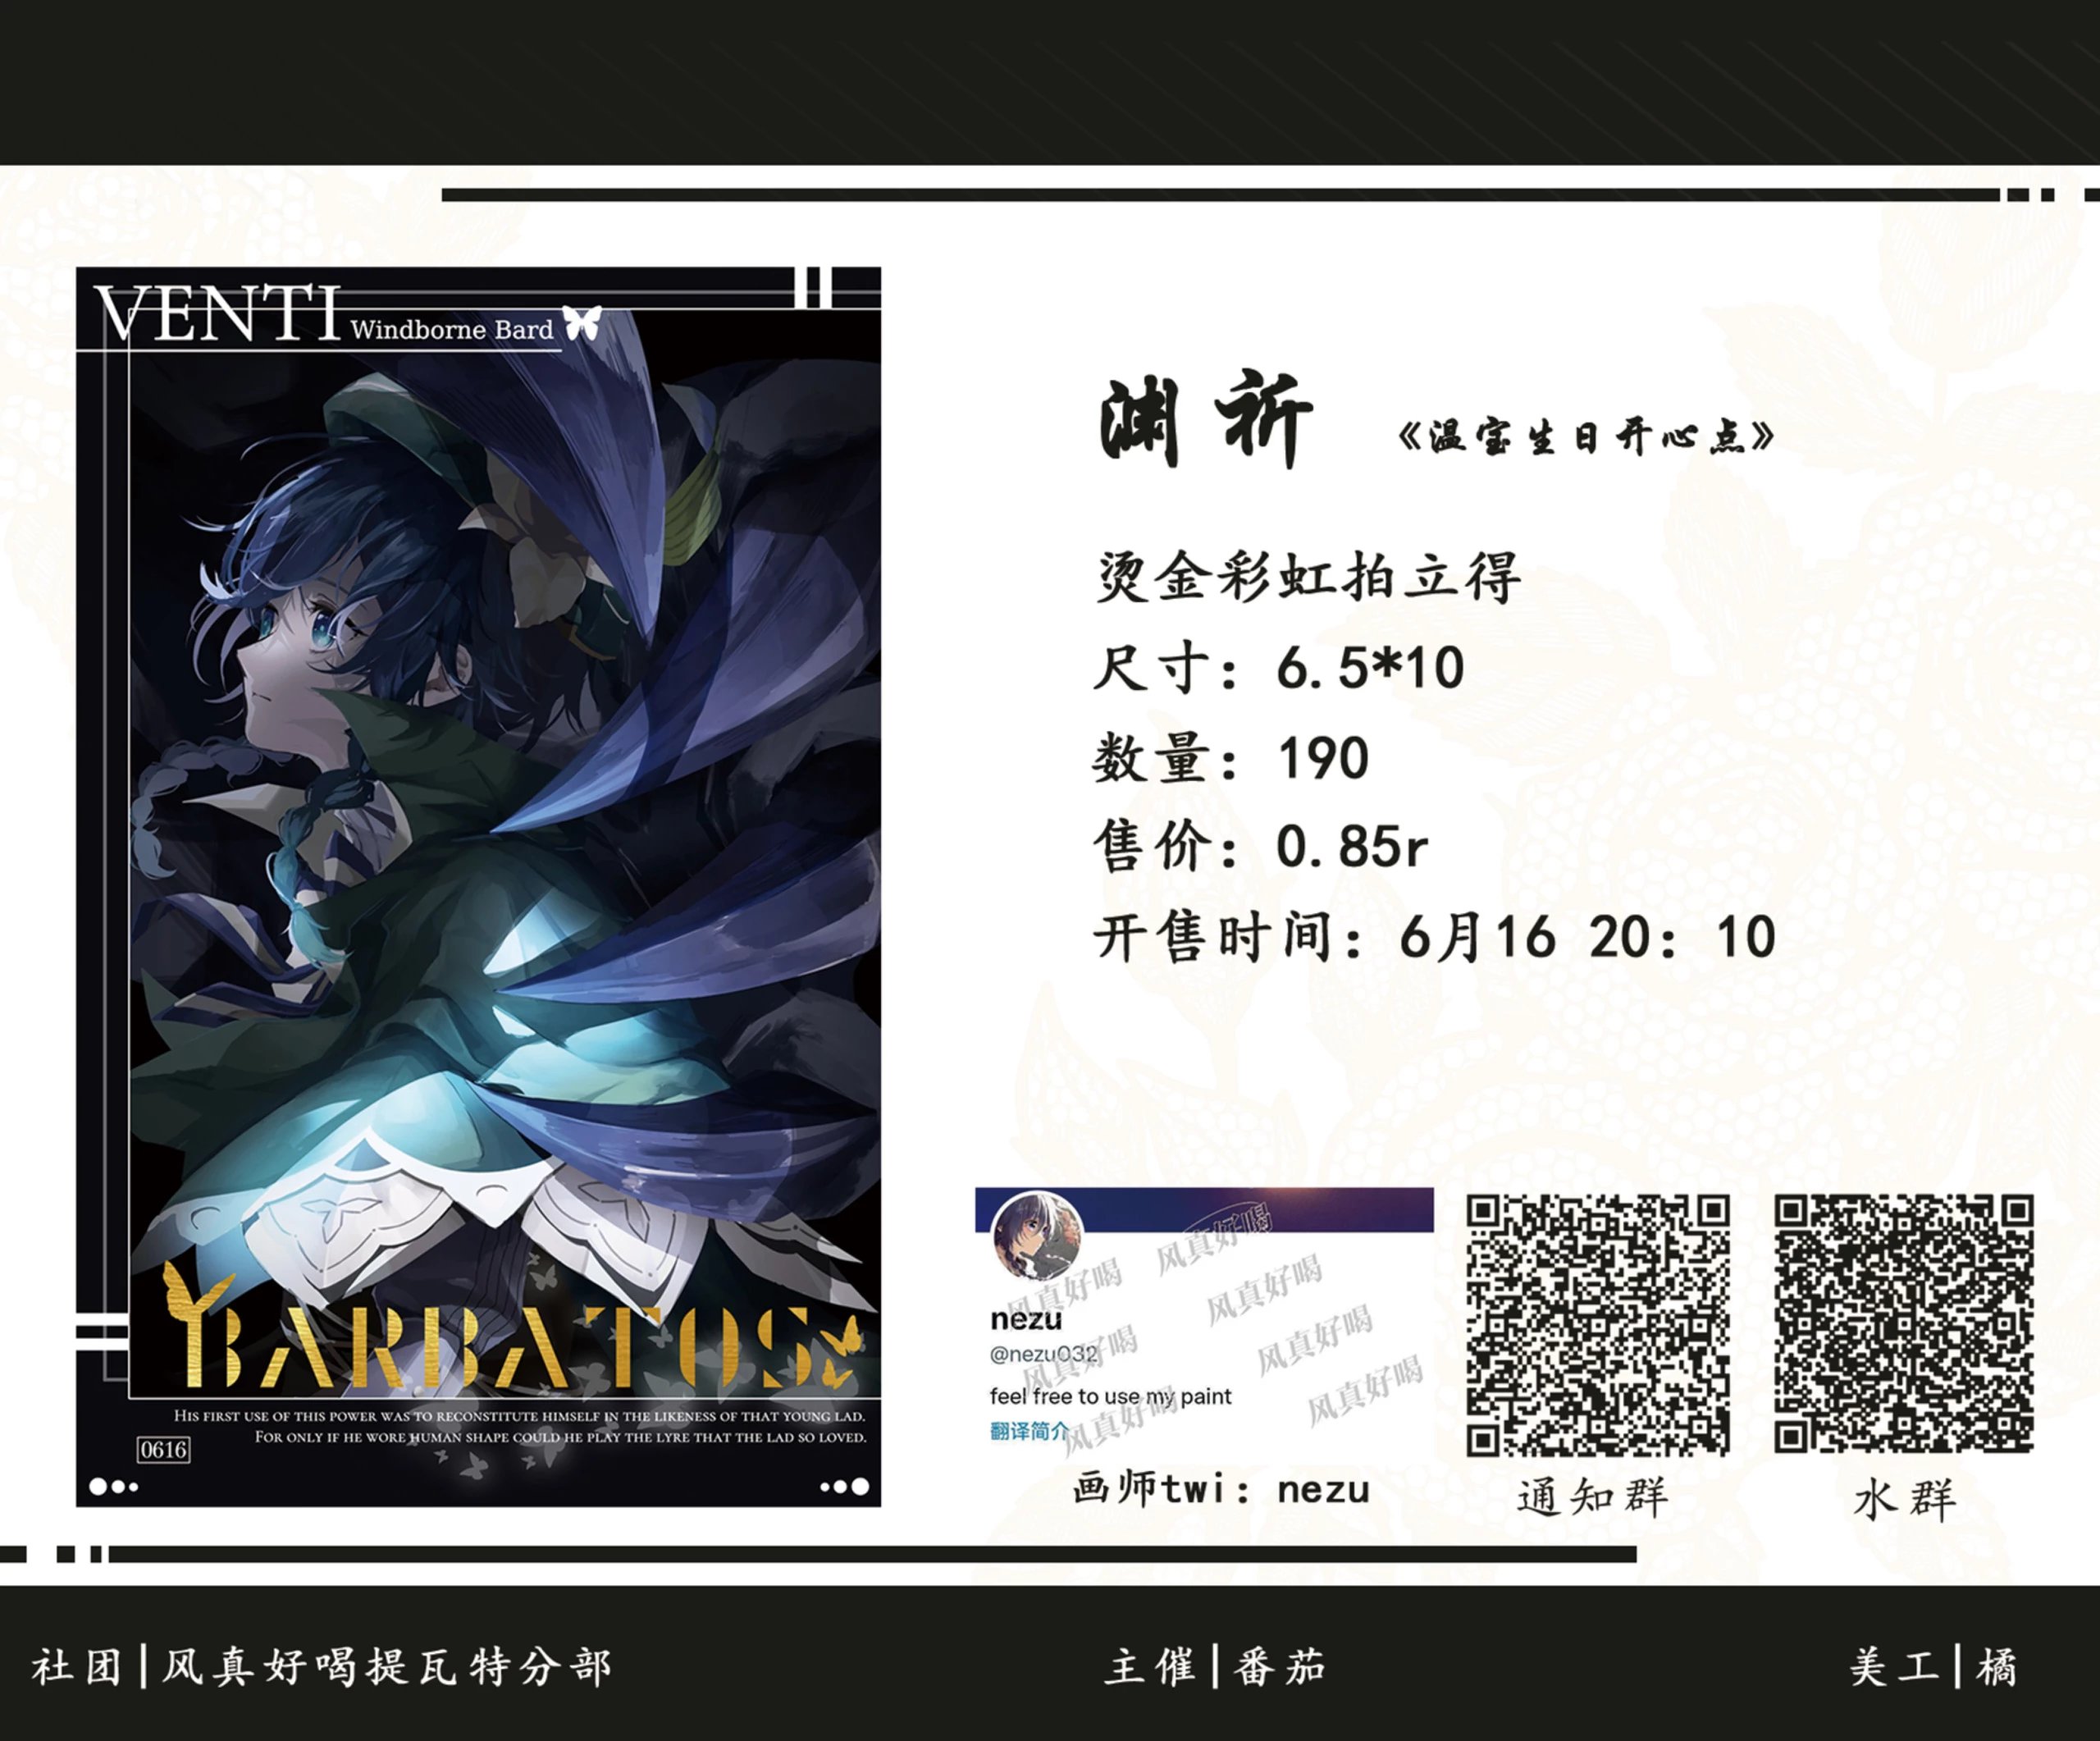 VENTI Windborne Bard
BARBATOS
HIS FIRST USE OF THIS POWER WAS TO RECONSTITUTE HIMSELF IN THE LIKENESS OF THAT YOUNG LAD.
FOR ONLY IF HE WORE HUMAN SHAPE COULD HE PLAY THE LYRE THAT THE LAD SO LOVED.
0616
渊祈 《温宝生日开心点》
烫金彩虹拍立得
尺寸：6.5*10
数量：190
售价：0.85r
开售时间：6月16 20：10
风真好喝
风真好喝
风真好喝
风真好喝
风真好喝
风真好喝
风真好喝
nezu
@nezu032
feel free to use my paint
翻译简介
画师twi：nezu
通知群
水群
社团|风真好喝提瓦特分部
主催|番茄
美工|橘